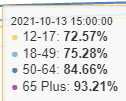 2021-10-13 15:00:00
12-17: 72.57%
18-49: 75.28%
50-64: 84.66%
65 Plus: 93.21%